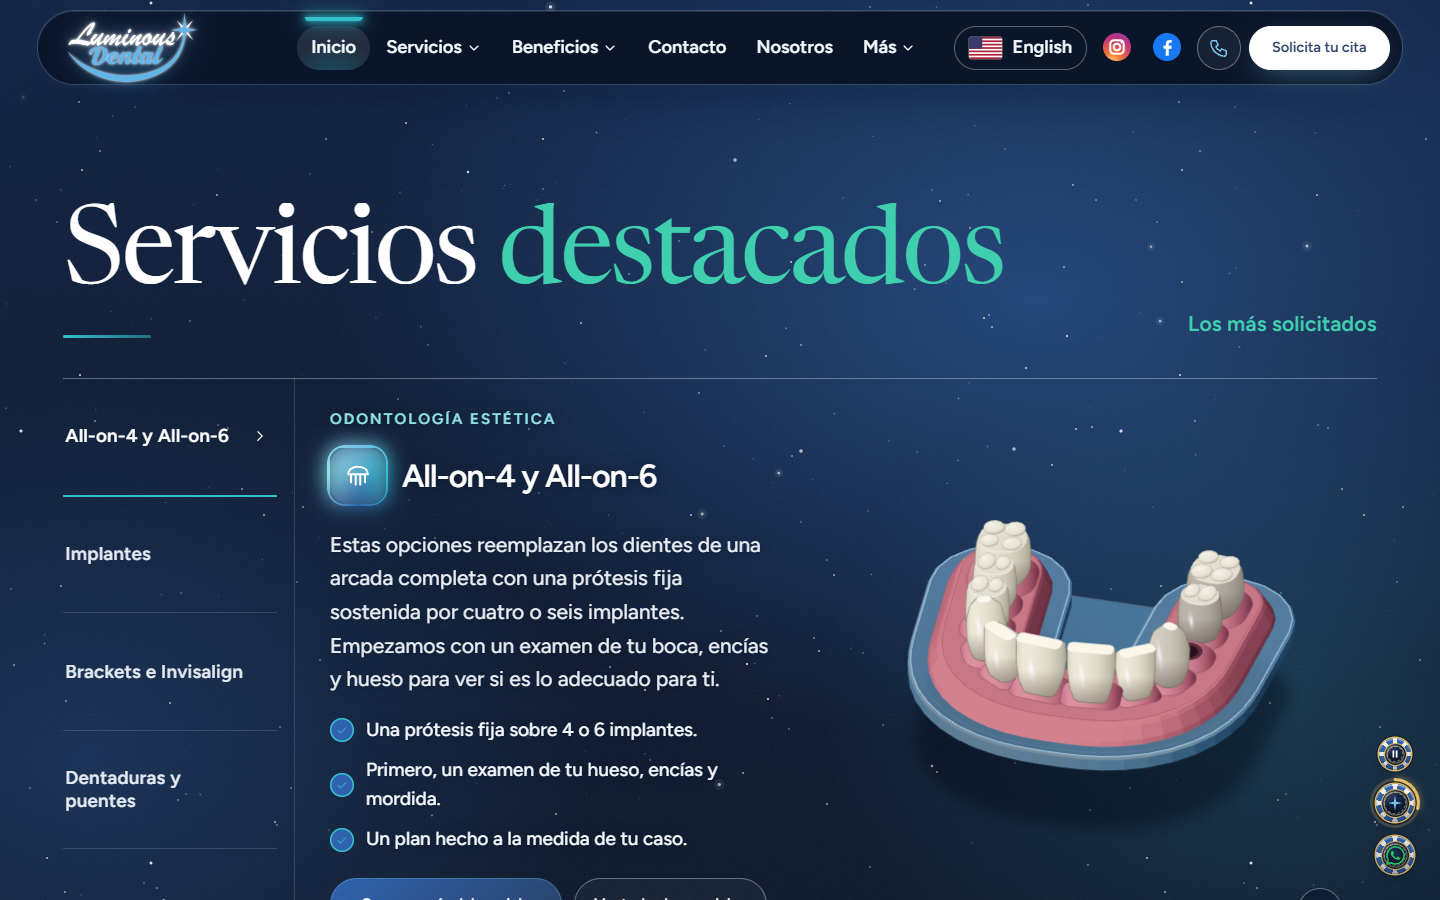 Luminous
Dental
Inicio
Servicios
Beneficios
Contacto
Nosotros
Más
English
Solicita tu cita
Servicios destacados
Los más solicitados
All-on-4 y All-on-6
Implantes
Brackets e Invisalign
Dentaduras y
puentes
ODONTOLOGÍA ESTÉTICA
All-on-4 y All-on-6
Estas opciones reemplazan los dientes de una
arcada completa con una prótesis fija
sostenida por cuatro o seis implantes.
Empezamos con un examen de tu boca, encías
y hueso para ver si es lo adecuado para ti.
Una prótesis fija sobre 4 o 6 implantes.
Primero, un examen de tu hueso, encías y
mordida.
Un plan hecho a la medida de tu caso.